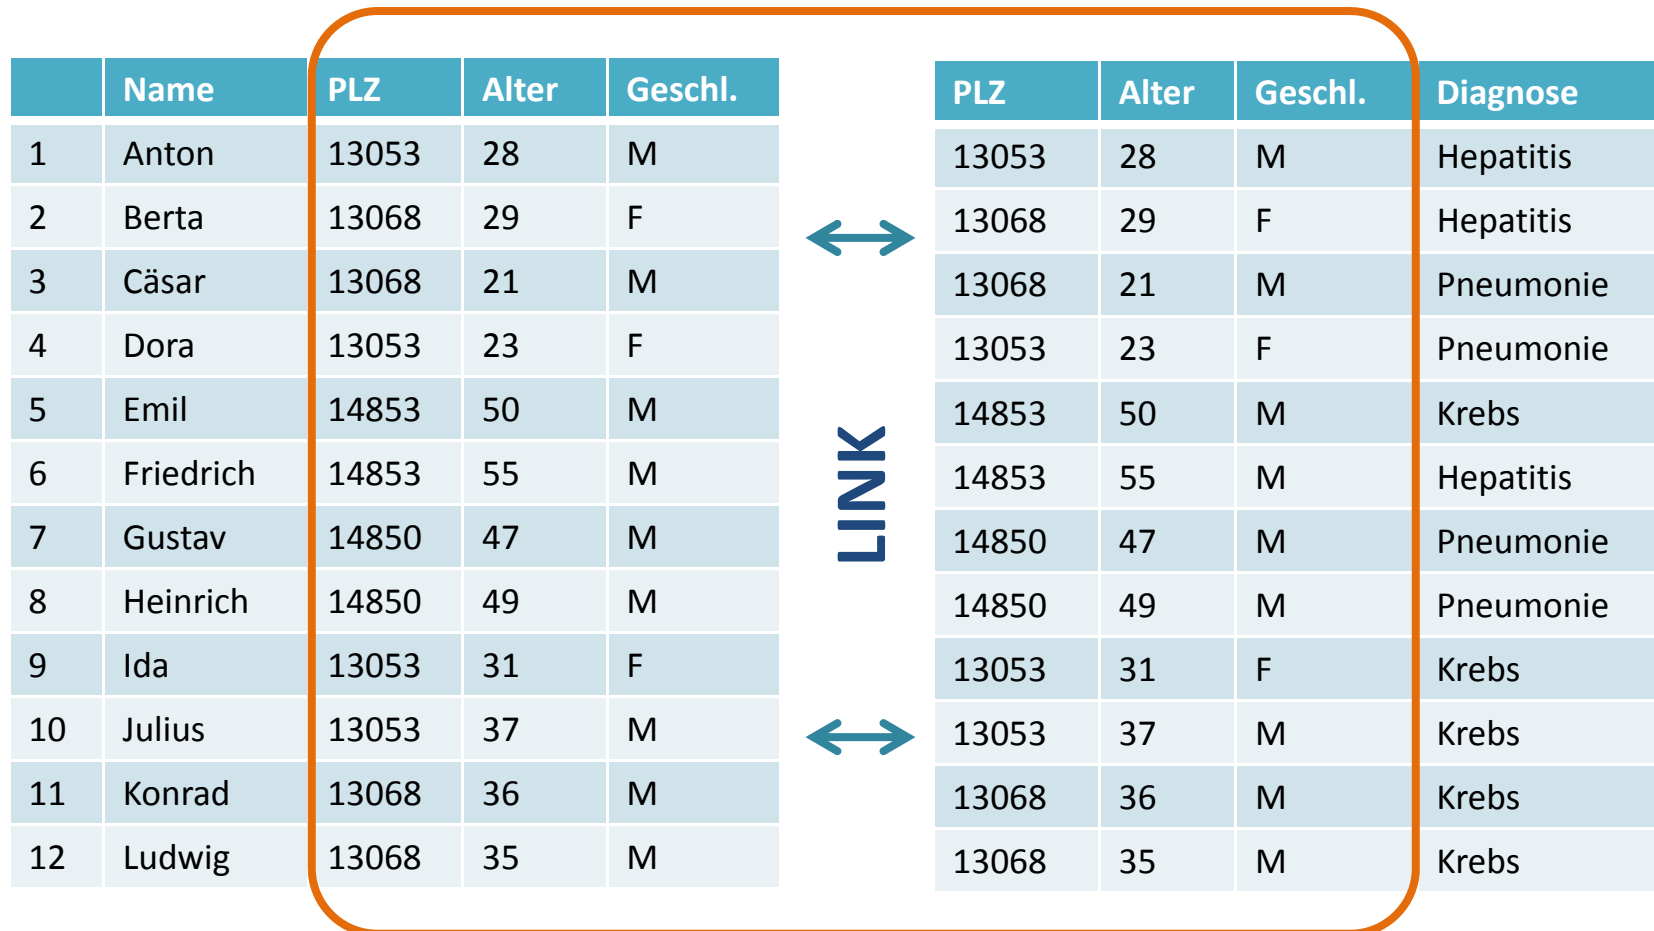 Name PLZ Alter Geschl. PLZ Alter Geschl. Diagnose
1 Anton 13053 28 M 13053 28 M Hepatitis
2 Berta 13068 29 F 13068 29 F Hepatitis
3 Cäsar 13068 21 M 13068 21 M Pneumonie
4 Dora 13053 23 F 13053 23 F Pneumonie
5 Emil 14853 50 M 14853 50 M Krebs
6 Friedrich 14853 55 M 14853 55 M Hepatitis
7 Gustav 14850 47 M 14850 47 M Pneumonie
8 Heinrich 14850 49 M 14850 49 M Pneumonie
9 Ida 13053 31 F 13053 31 F Krebs
10 Julius 13053 37 M 13053 37 M Krebs
11 Konrad 13068 36 M 13068 36 M Krebs
12 Ludwig 13068 35 M 13068 35 M Krebs
LINK